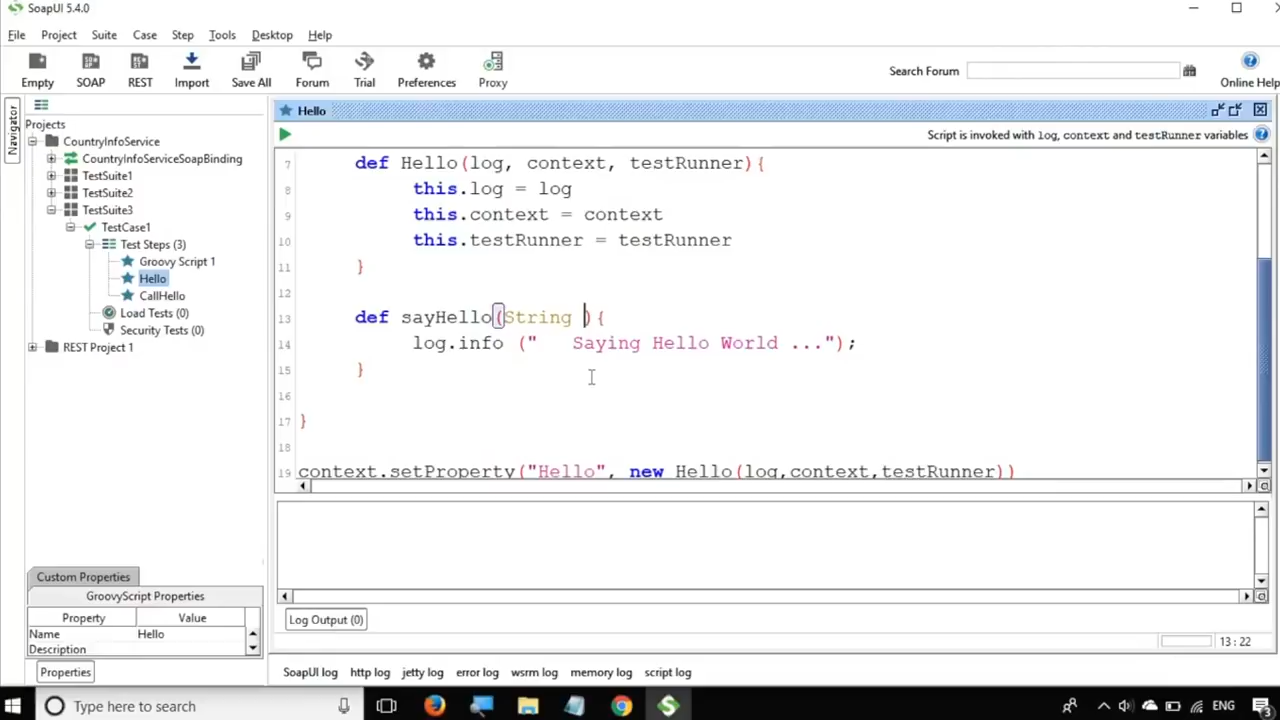 SoapUI 5.4.0
File Project Suite Case Step Tools Desktop Help
Empty SOAP REST Import Save All Forum Trial Preferences Proxy Search Forum Online Help
Navigator
Projects
CountryInfoService
CountryInfoServiceSoapBinding
TestSuite1
TestSuite2
TestSuite3
TestCase1
Test Steps (3)
Groovy Script 1
Hello
CallHello
Load Tests (0)
Security Tests (0)
REST Project 1
Hello
Script is invoked with log, context and testRunner variables
7 def Hello(log, context, testRunner){
8 this.log = log
9 this.context = context
10 this.testRunner = testRunner
11 }
12
13 def sayHello(String ){
14 log.info ("   Saying Hello World ...");
15 }
16
17 }
18
19 context.setProperty("Hello", new Hello(log,context,testRunner))
Log Output (0)
13 : 22
Custom Properties
GroovyScript Properties
Property Value
Name Hello
Description
Properties
SoapUI log http log jetty log error log wsrm log memory log script log
Type here to search
ENG
3